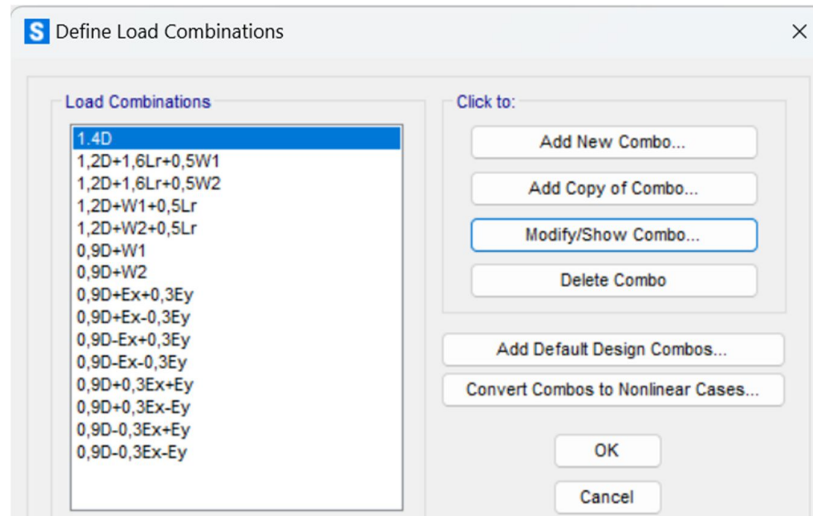 S Define Load Combinations
Load Combinations
1.4D
1,2D+1,6Lr+0,5W1
1,2D+1,6Lr+0,5W2
1,2D+W1+0,5Lr
1,2D+W2+0,5Lr
0,9D+W1
0,9D+W2
0,9D+Ex+0,3Ey
0,9D+Ex-0,3Ey
0,9D-Ex+0,3Ey
0,9D-Ex-0,3Ey
0,9D+0,3Ex+Ey
0,9D+0,3Ex-Ey
0,9D-0,3Ex+Ey
0,9D-0,3Ex-Ey
Click to:
Add New Combo...
Add Copy of Combo...
Modify/Show Combo...
Delete Combo
Add Default Design Combos...
Convert Combos to Nonlinear Cases...
OK
Cancel